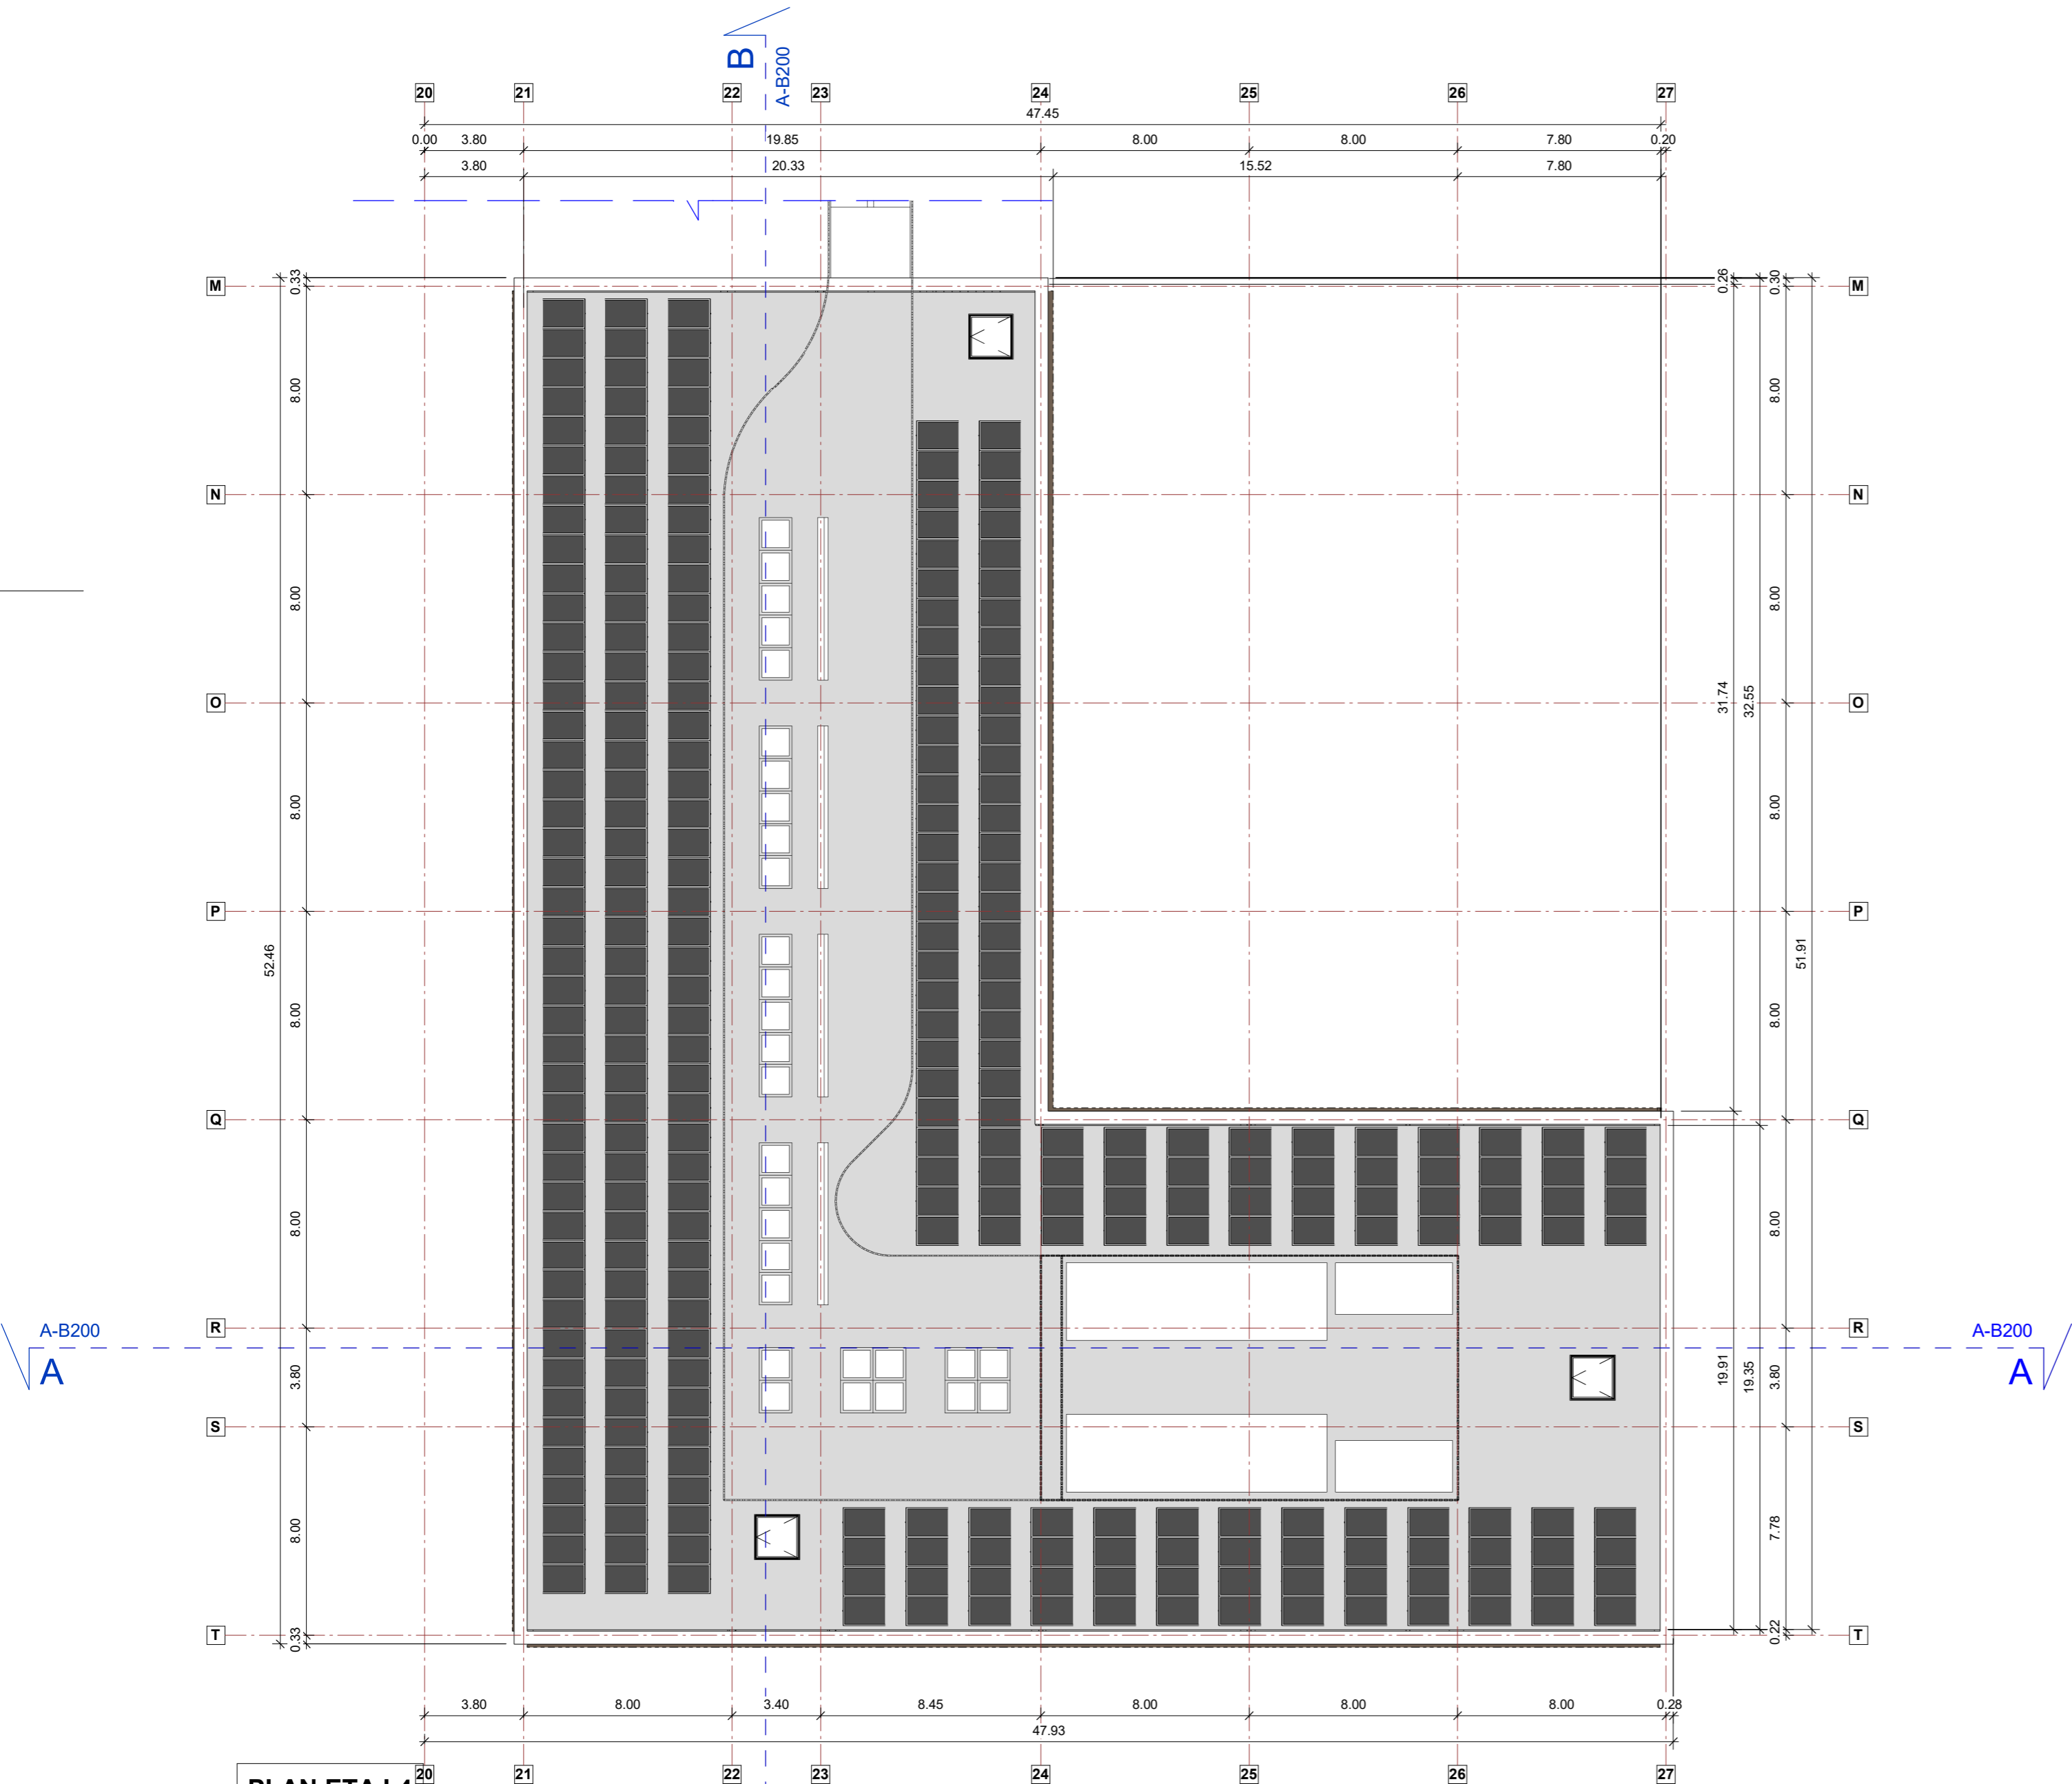 B
A-B200
20 21 22 23 24 25 26 27
47.45
0.00 3.80 19.85 8.00 8.00 7.80 0.20
3.80 20.33 15.52 7.80
M 0.33 0.26 0.30 M
8.00 8.00
N N
8.00 8.00
O O
31.74 32.55
8.00 8.00
P P
52.46 51.91
8.00 8.00
Q Q
8.00 8.00
A-B200 R R A-B200
A 3.80 19.91 19.35 3.80 A
S S
8.00 7.78
T 0.33 0.22 T
3.80 8.00 3.40 8.45 8.00 8.00 8.00 0.28
47.93
20 21 22 23 24 25 26 27